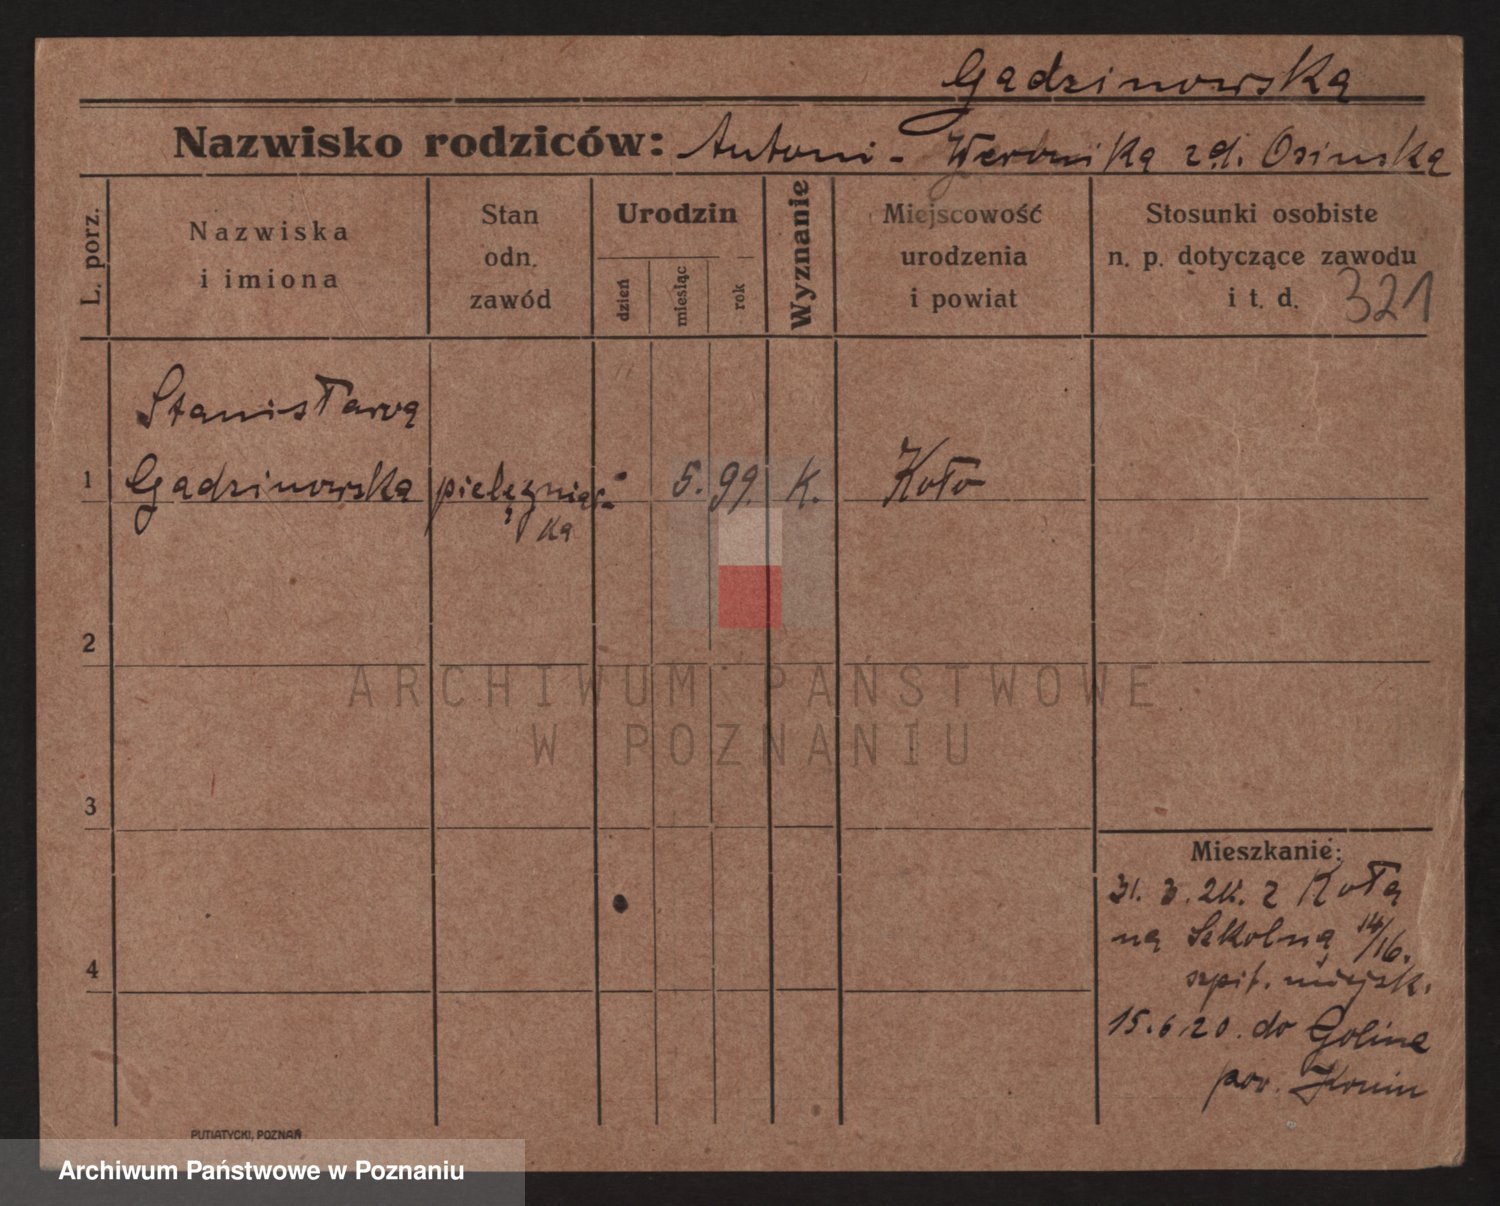 Gadzinowska
Nazwisko rodziców: Antoni - Weronika zd. Osinska
L. porz.
Nazwiska
i imiona
Stan
odn.
zawód
Urodzin
dzień
miesiąc
rok
Wyznanie
Miejscowość
urodzenia
i powiat
Stosunki osobiste
n. p. dotyczące zawodu
i t. d. 321
Stanisława
1 Gadzinowska pielęgniar- 5. 99. K. Koło
ka
2
ARCHIWUM PAŃSTWOWE
W POZNANIU
3
Mieszkanie:
31. 3. z Koła
na Szkolna 14/16.
szpit. miejsk.
4
15.6.20. do Golina
pow. Konin
PUTIATYCKI, POZNAŃ
Archiwum Państwowe w Poznaniu